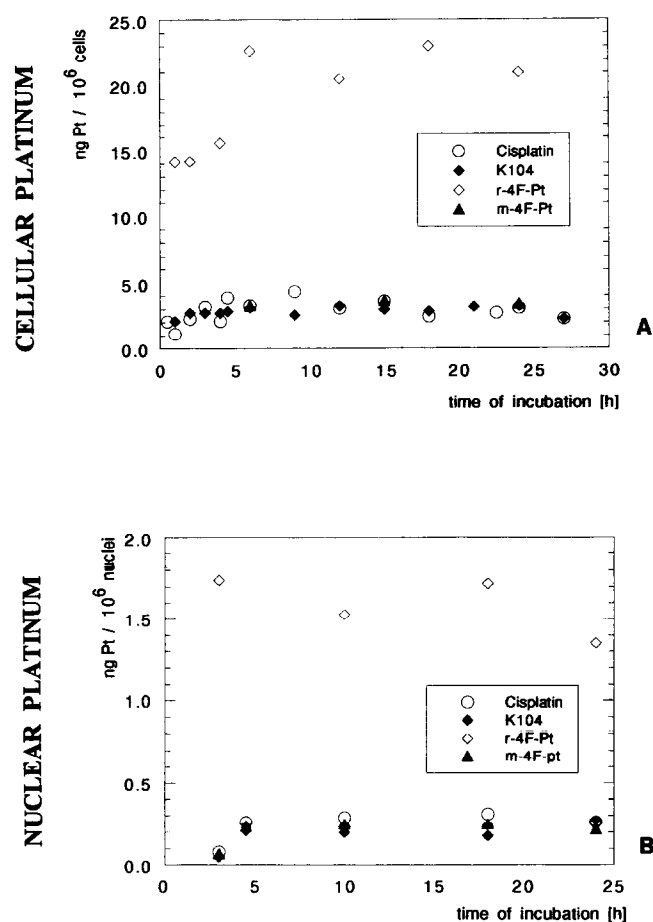 CELLULAR PLATINUM
ng Pt / 10^6 cells
25.0
20.0
15.0
10.0
5.0
0.0
Cisplatin
K104
r-4F-Pt
m-4F-Pt
0 5 10 15 20 25 30
time of incubation [h]
A
NUCLEAR PLATINUM
ng Pt / 10^6 nuclei
2.0
1.5
1.0
0.5
0.0
Cisplatin
K104
r-4F-Pt
m-4F-pt
0 5 10 15 20 25
time of incubation [h]
B